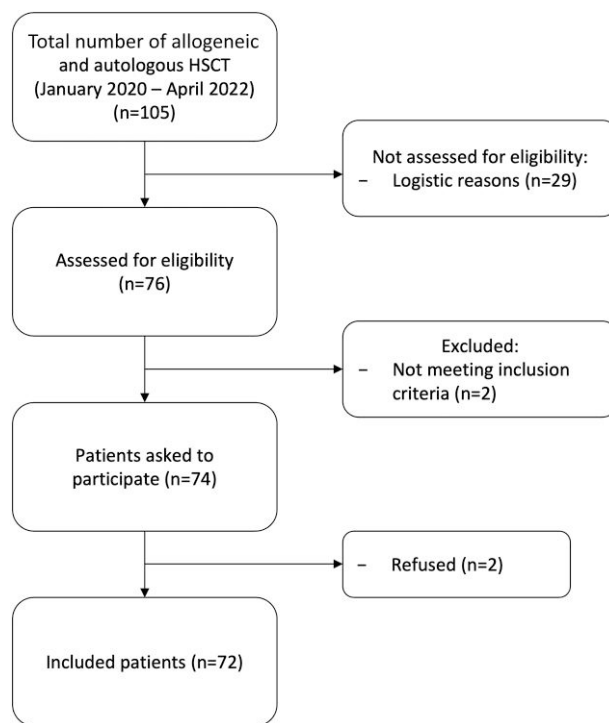 Total number of allogeneic
and autologous HSCT
(January 2020 – April 2022)
(n=105)
Not assessed for eligibility:
– Logistic reasons (n=29)
Assessed for eligibility
(n=76)
Excluded:
– Not meeting inclusion
criteria (n=2)
Patients asked to
participate (n=74)
– Refused (n=2)
Included patients (n=72)